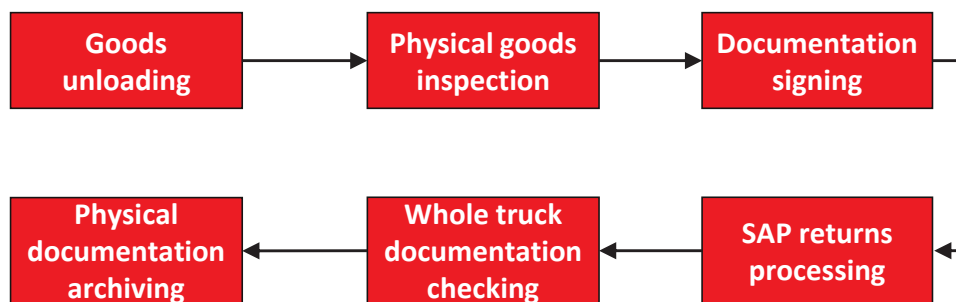 Goods
unloading
Physical goods
inspection
Documentation
signing
SAP returns
processing
Whole truck
documentation
checking
Physical
documentation
archiving